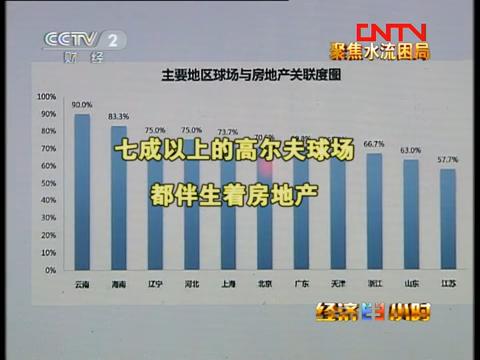 CCTV 2
财经
CNTV
聚焦水流困局
主要地区球场与房地产关联度图
100%
90%
80%
70%
60%
50%
40%
30%
20%
10%
0%
90.0%
83.3%
75.0%
75.0%
73.7%
66.7%
63.0%
57.7%
七成以上的高尔夫球场
都伴生着房地产
云南 海南 辽宁 河北 上海 北京 广东 天津 浙江 山东 江苏
经济半小时